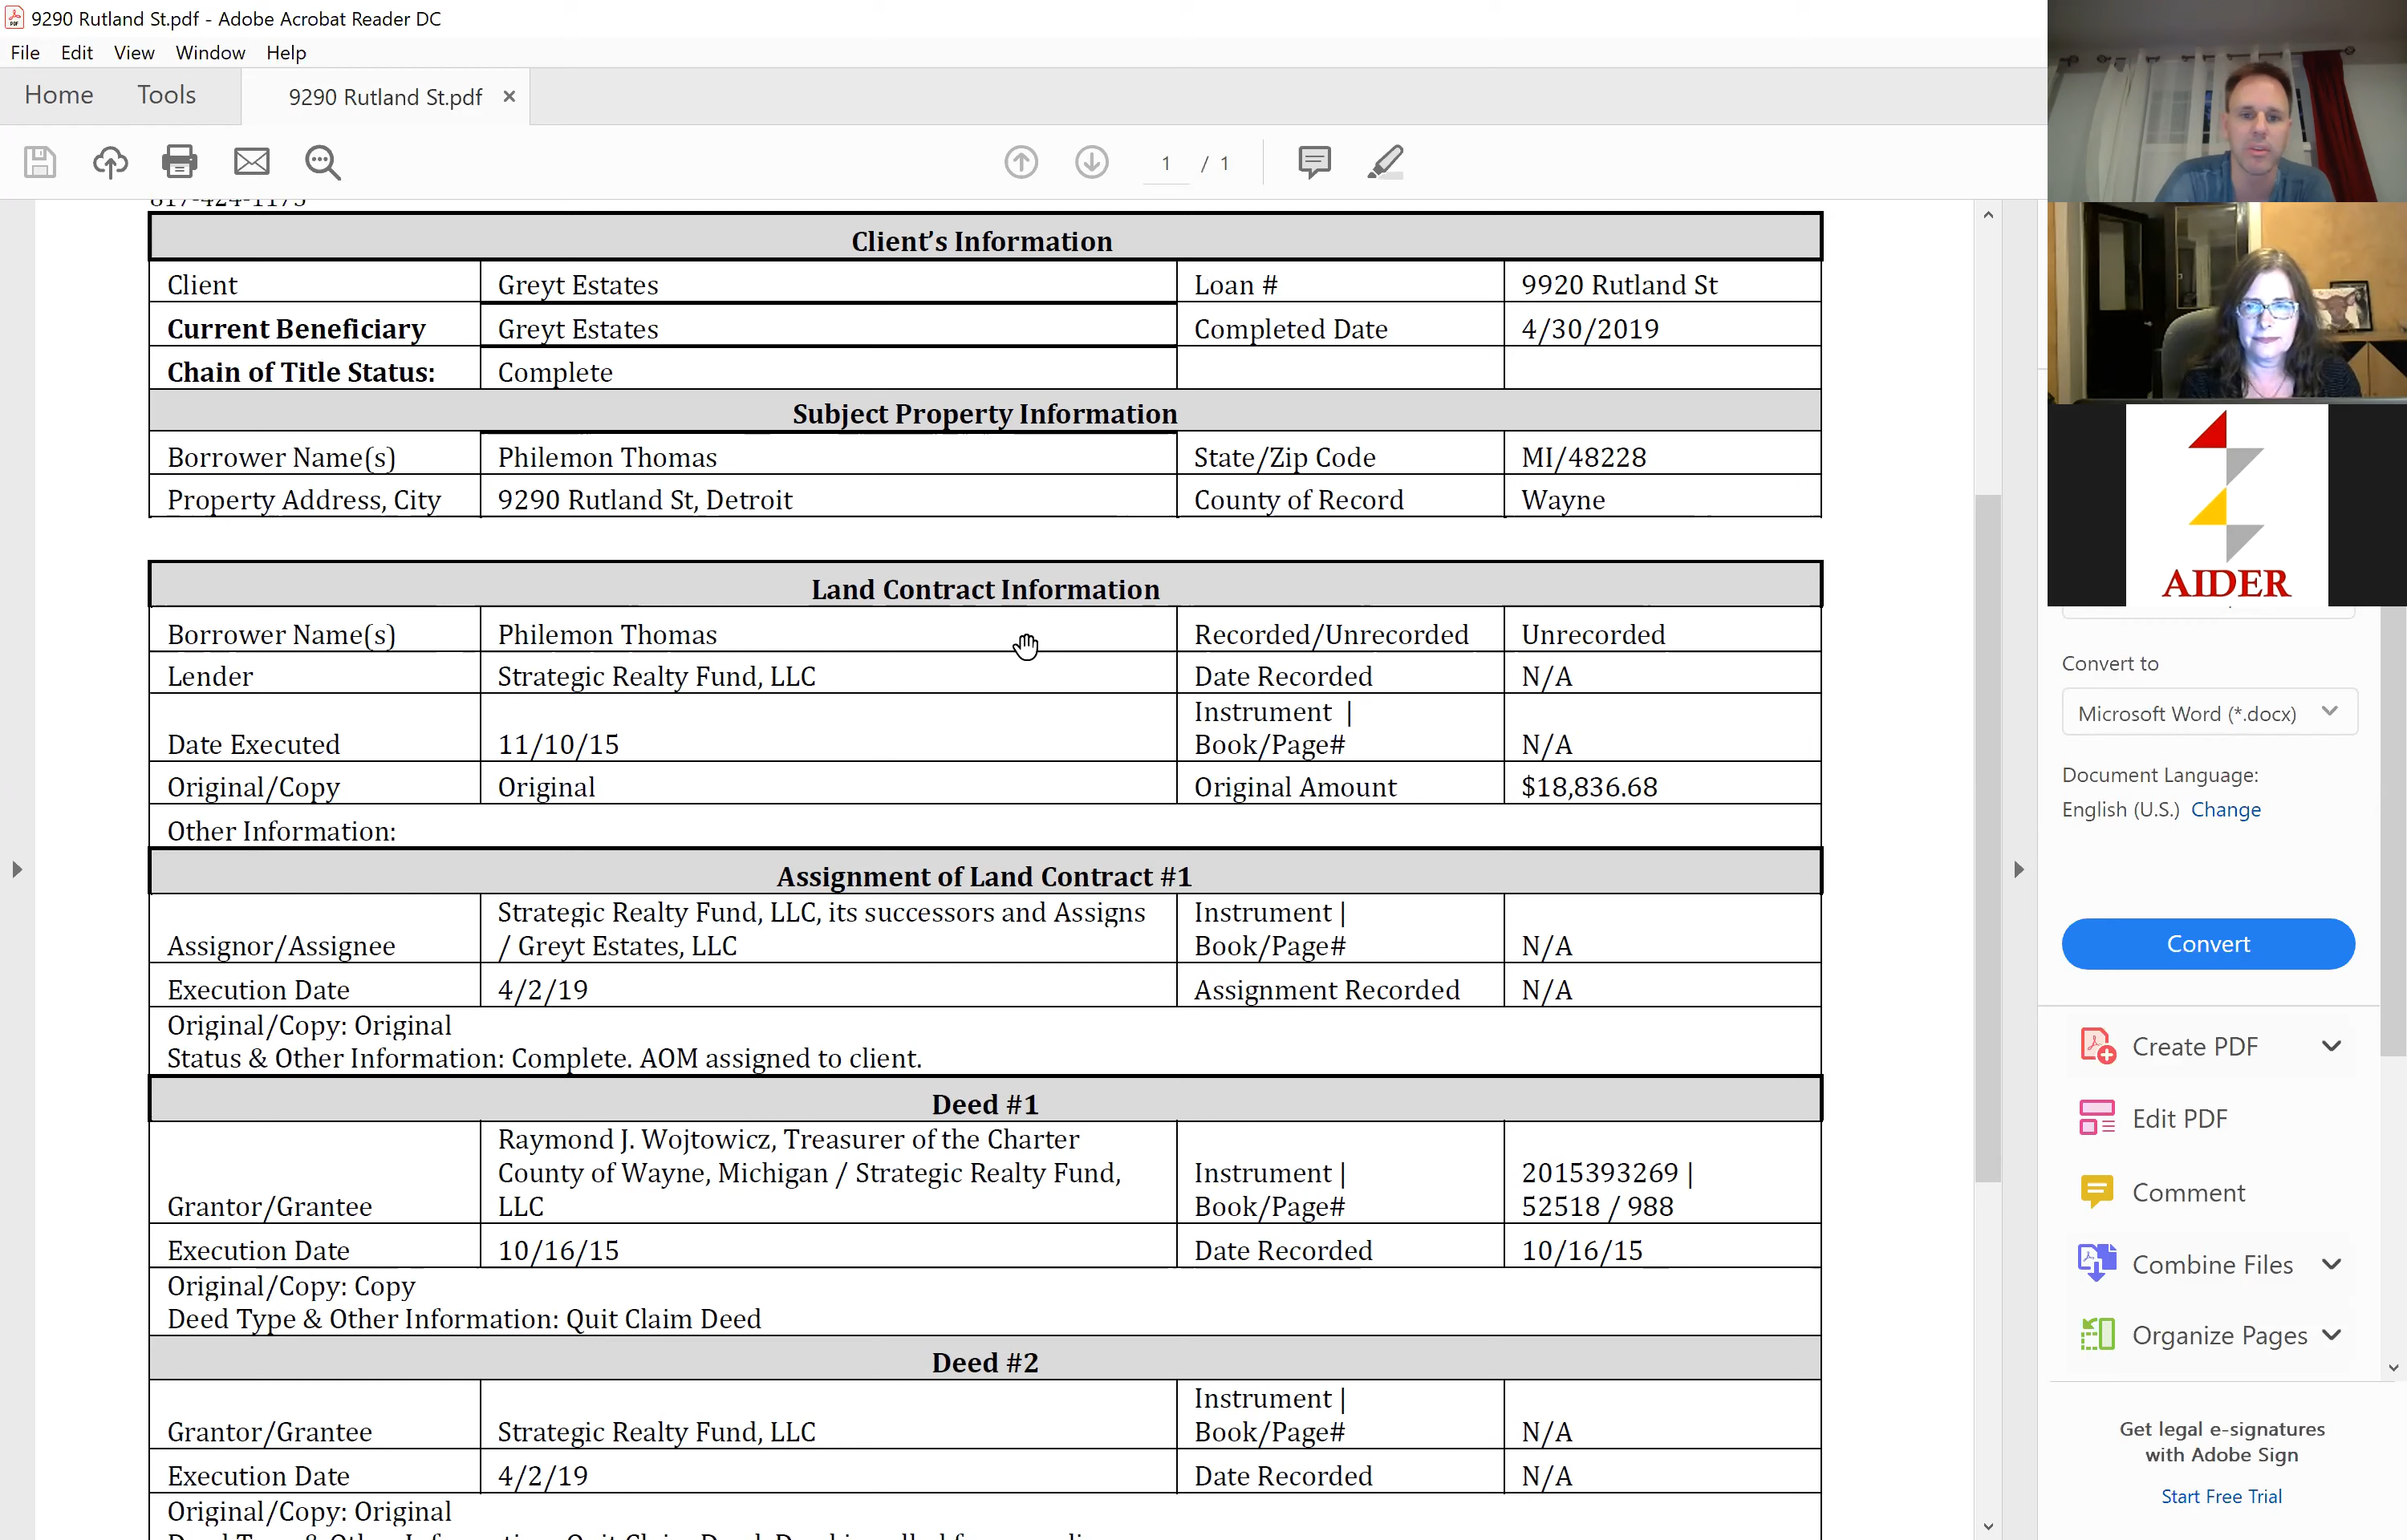 9290 Rutland St.pdf - Adobe Acrobat Reader DC
File Edit View Window Help
Home Tools 9290 Rutland St.pdf ×
1 / 1
817-424-1173
Client's Information
Client Greyt Estates Loan # 9920 Rutland St
Current Beneficiary Greyt Estates Completed Date 4/30/2019
Chain of Title Status: Complete
Subject Property Information
Borrower Name(s) Philemon Thomas State/Zip Code MI/48228
Property Address, City 9290 Rutland St, Detroit County of Record Wayne
Land Contract Information
Borrower Name(s) Philemon Thomas Recorded/Unrecorded Unrecorded
Lender Strategic Realty Fund, LLC Date Recorded N/A
Instrument |
Date Executed 11/10/15 Book/Page# N/A
Original/Copy Original Original Amount $18,836.68
Other Information:
Assignment of Land Contract #1
Strategic Realty Fund, LLC, its successors and Assigns Instrument |
Assignor/Assignee / Greyt Estates, LLC Book/Page# N/A
Execution Date 4/2/19 Assignment Recorded N/A
Original/Copy: Original
Status & Other Information: Complete. AOM assigned to client.
Deed #1
Raymond J. Wojtowicz, Treasurer of the Charter
County of Wayne, Michigan / Strategic Realty Fund, Instrument | 2015393269 |
Grantor/Grantee LLC Book/Page# 52518 / 988
Execution Date 10/16/15 Date Recorded 10/16/15
Original/Copy: Copy
Deed Type & Other Information: Quit Claim Deed
Deed #2
Instrument |
Grantor/Grantee Strategic Realty Fund, LLC Book/Page# N/A
Execution Date 4/2/19 Date Recorded N/A
Original/Copy: Original
AIDER
Convert to
Microsoft Word (*.docx)
Document Language:
English (U.S.) Change
Convert
Create PDF
Edit PDF
Comment
Combine Files
Organize Pages
Get legal e-signatures
with Adobe Sign
Start Free Trial